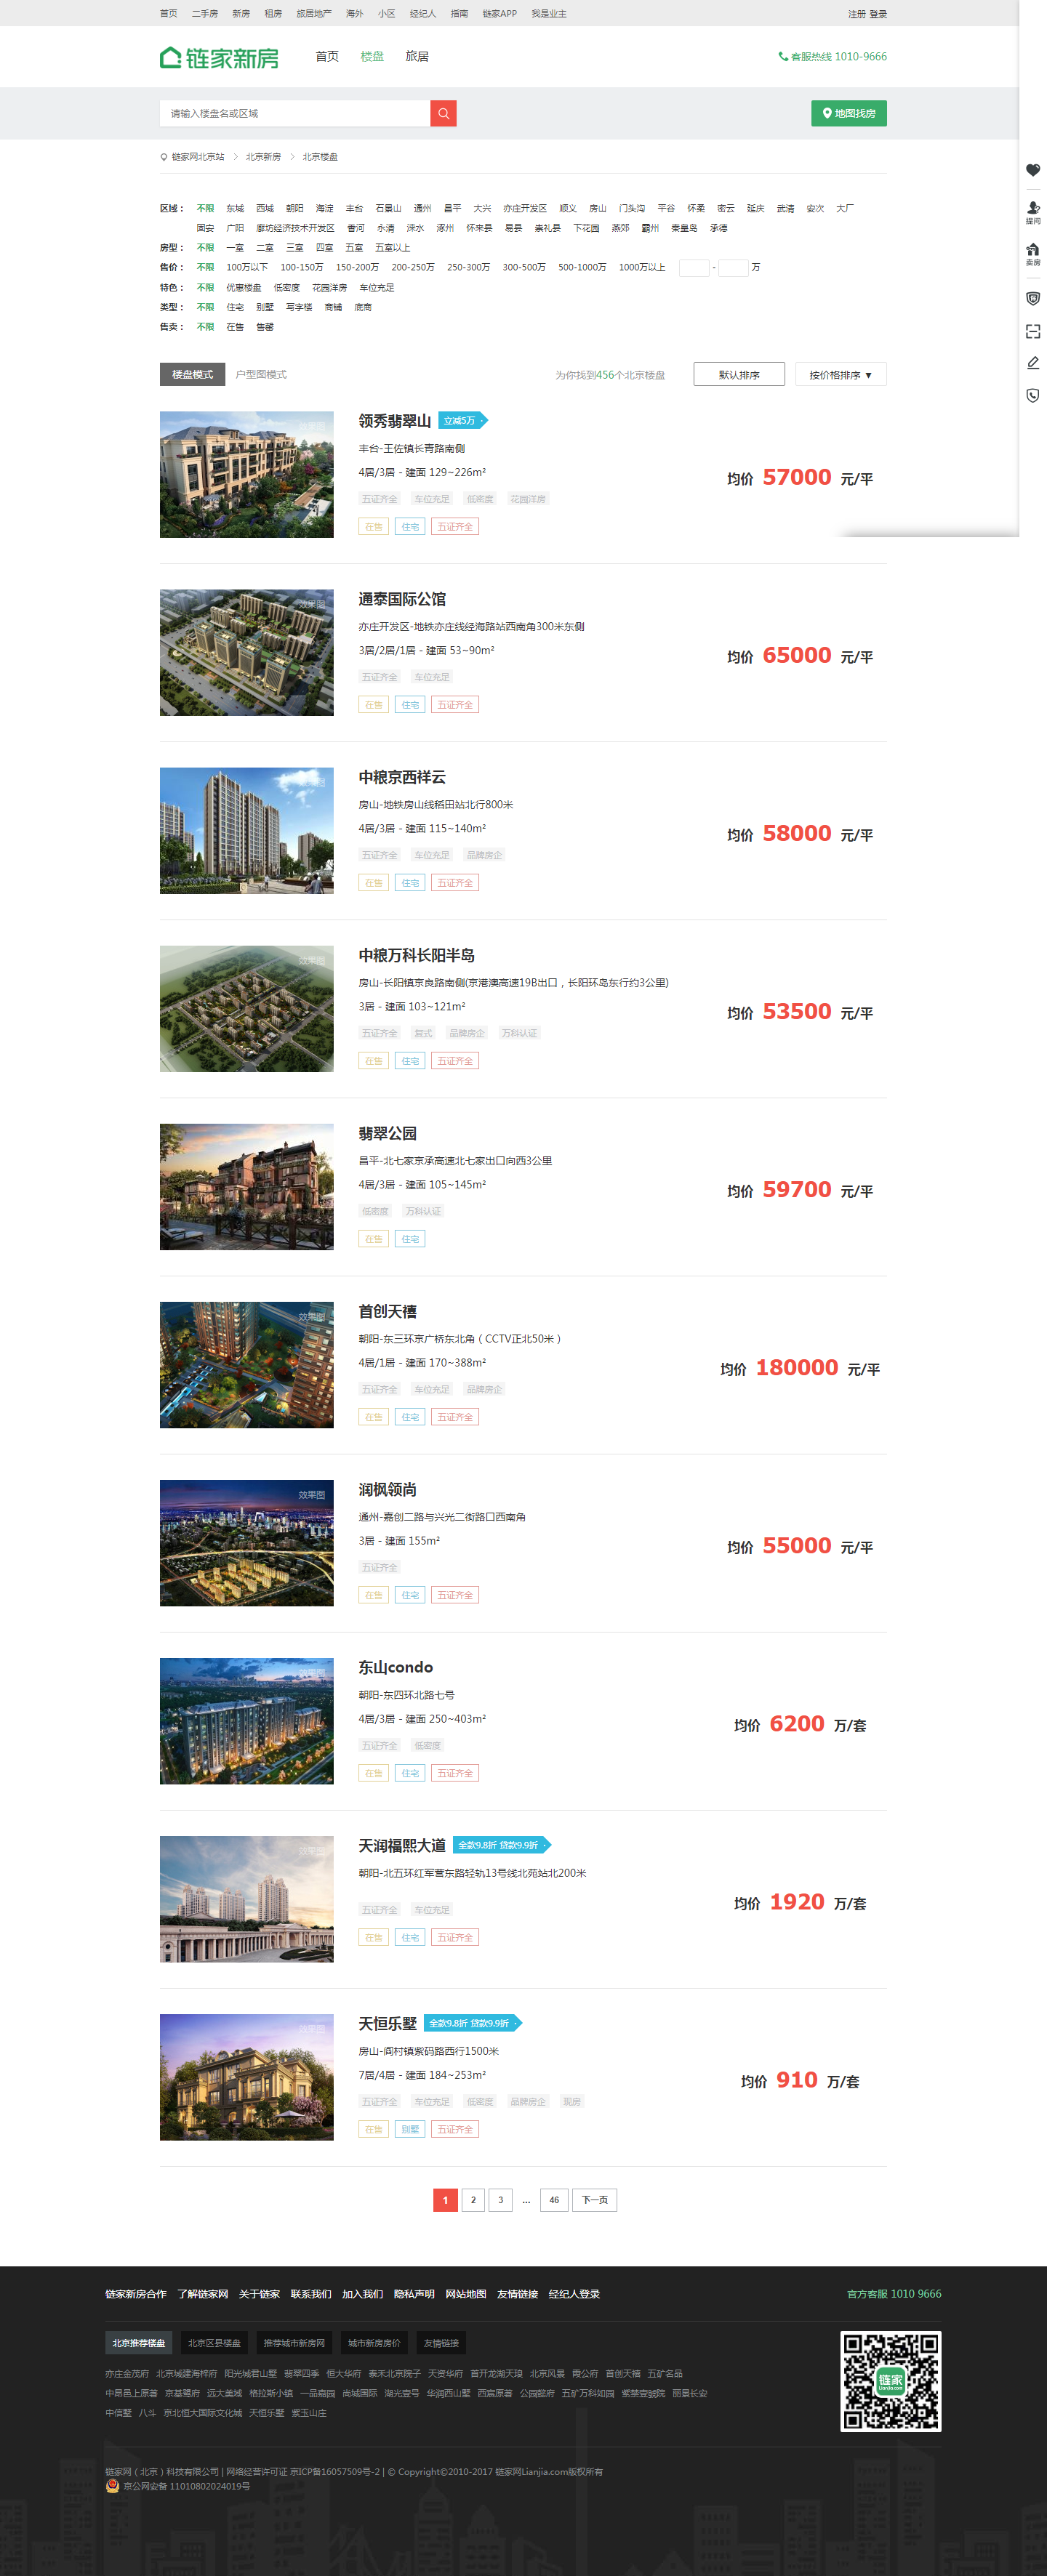 首页 二手房 新房 租房 旅居地产 海外 小区 经纪人 指南 链家APP 我是业主 注册 登录
链家新房 首页 楼盘 旅居 客服热线 1010-9666
请输入楼盘名或区域 地图找房
链家网北京站 > 北京新房 > 北京楼盘
区域： 不限 东城 西城 朝阳 海淀 丰台 石景山 通州 昌平 大兴 亦庄开发区 顺义 房山 门头沟 平谷 怀柔 密云 延庆 武清 安次 大厂
固安 广阳 廊坊经济技术开发区 香河 永清 涞水 涿州 怀来县 易县 崇礼县 下花园 燕郊 霸州 秦皇岛 承德
房型： 不限 一室 二室 三室 四室 五室 五室以上
售价： 不限 100万以下 100-150万 150-200万 200-250万 250-300万 300-500万 500-1000万 1000万以上 - 万
特色： 不限 优惠楼盘 低密度 花园洋房 车位充足
类型： 不限 住宅 别墅 写字楼 商铺 底商
售卖： 不限 在售 售罄
提问
卖房
楼盘模式 户型图模式 为你找到456个北京楼盘 默认排序 按价格排序 ▼
效果图
领秀翡翠山 立减5万
丰台-王佐镇长青路南侧
4居/3居 - 建面 129~226m²
均价 57000 元/平
五证齐全 车位充足 低密度 花园洋房
在售 住宅 五证齐全
效果图
通泰国际公馆
亦庄开发区-地铁亦庄线经海路站西南角300米东侧
3居/2居/1居 - 建面 53~90m²
均价 65000 元/平
五证齐全 车位充足
在售 住宅 五证齐全
中粮京西祥云
房山-地铁房山线稻田站北行800米
4居/3居 - 建面 115~140m²
均价 58000 元/平
五证齐全 车位充足 品牌房企
在售 住宅 五证齐全
效果图
中粮万科长阳半岛
房山-长阳镇京良路南侧(京港澳高速19B出口，长阳环岛东行约3公里)
3居 - 建面 103~121m²
均价 53500 元/平
五证齐全 复式 品牌房企 万科认证
在售 住宅 五证齐全
翡翠公园
昌平-北七家京承高速北七家出口向西3公里
4居/3居 - 建面 105~145m²
均价 59700 元/平
低密度 万科认证
在售 住宅
效果图
首创天禧
朝阳-东三环京广桥东北角（CCTV正北50米）
4居/1居 - 建面 170~388m²
均价 180000 元/平
五证齐全 车位充足 品牌房企
在售 住宅 五证齐全
效果图
润枫领尚
通州-嘉创二路与兴光二街路口西南角
3居 - 建面 155m²
均价 55000 元/平
五证齐全
在售 住宅 五证齐全
效果图
东山condo
朝阳-东四环北路七号
4居/3居 - 建面 250~403m²
均价 6200 万/套
五证齐全 低密度
在售 住宅 五证齐全
效果图
天润福熙大道 全款9.8折 贷款9.9折
朝阳-北五环红军营东路轻轨13号线北苑站北200米
均价 1920 万/套
五证齐全 车位充足
在售 住宅 五证齐全
效果图
天恒乐墅 全款9.8折 贷款9.9折
房山-阎村镇紫码路西行1500米
7居/4居 - 建面 184~253m²
均价 910 万/套
五证齐全 车位充足 低密度 品牌房企 现房
在售 别墅 五证齐全
1 2 3 ... 46 下一页
链家新房合作 了解链家网 关于链家 联系我们 加入我们 隐私声明 网站地图 友情链接 经纪人登录 官方客服 1010 9666
北京推荐楼盘 北京区县楼盘 推荐城市新房网 城市新房房价 友情链接
亦庄金茂府 北京城建海梓府 阳光城君山墅 翡翠四季 恒大华府 泰禾北京院子 天资华府 首开龙湖天琅 北京风景 霞公府 首创天禧 五矿名品
中昂邑上原著 京基鹭府 远大美域 格拉斯小镇 一品嘉园 尚城国际 湖光壹号 华润西山墅 西宸原著 公园懿府 五矿万科如园 紫禁壹號院 丽景长安
中信墅 八斗 京北恒大国际文化城 天恒乐墅 紫玉山庄
链家
Lianjia.com
链家网（北京）科技有限公司 | 网络经营许可证 京ICP备16057509号-2 | © Copyright©2010-2017 链家网Lianjia.com版权所有
京公网安备 11010802024019号